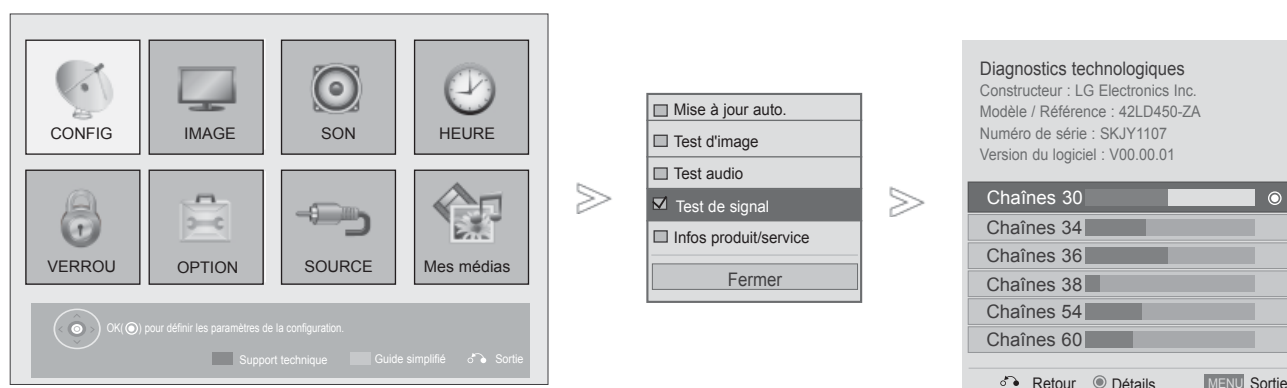 CONFIG
IMAGE
SON
HEURE
VERROU
OPTION
SOURCE
Mes médias
OK( ) pour définir les paramètres de la configuration.
Support technique
Guide simplifié
Sortie
Mise à jour auto.
Test d'image
Test audio
Test de signal
Infos produit/service
Fermer
Diagnostics technologiques
Constructeur : LG Electronics Inc.
Modèle / Référence : 42LD450-ZA
Numéro de série : SKJY1107
Version du logiciel : V00.00.01
Chaînes 30
Chaînes 34
Chaînes 36
Chaînes 38
Chaînes 54
Chaînes 60
Retour Détails MENU Sortie